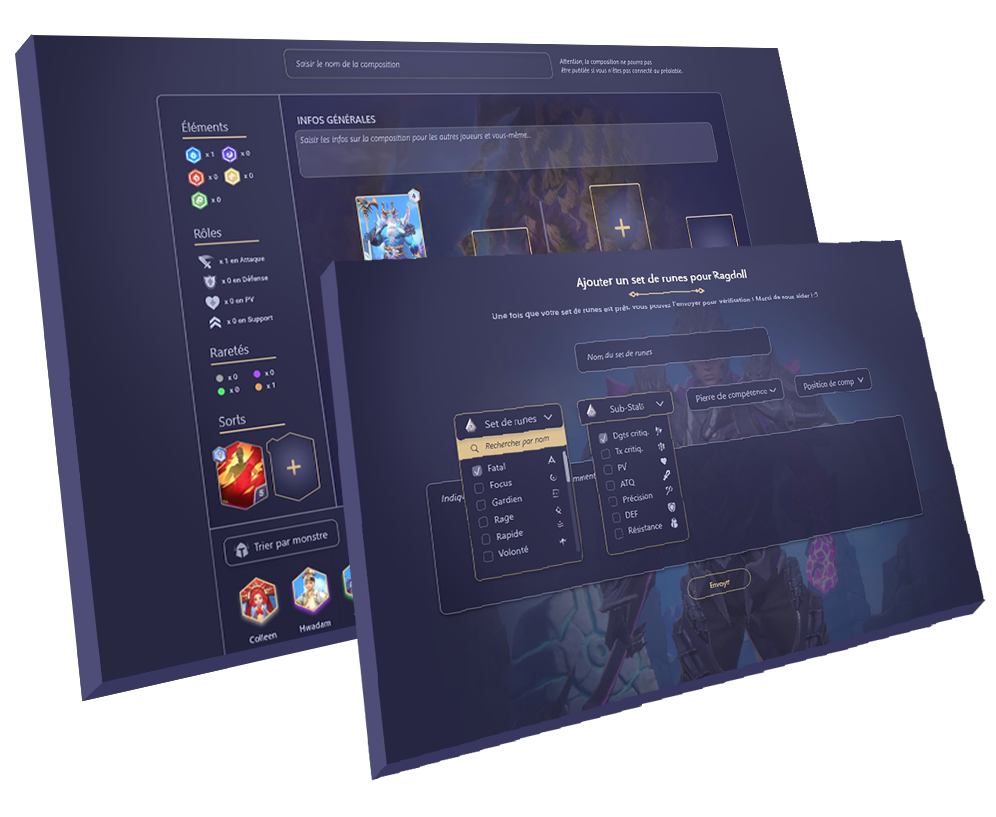 Saisir le nom de la composition
Attention, la composition ne pourra pas
être publiée si vous n'êtes pas connecté au préalable.
Éléments
x 1
x 0
x 0
x 0
x 0
Rôles
x 1 en Attaque
x 0 en Défense
x 0 en PV
x 0 en Support
Raretés
x 0
x 0
x 0
x 1
Sorts
5
Trier par monstre
Colleen
Hwadam
INFOS GÉNÉRALES
Saisir les infos sur la composition pour les autres joueurs et vous-même...
Ajouter un set de runes pour Ragdoll
Une fois que votre set de runes est prêt, vous pouvez l'envoyer pour vérification ! Merci de nous aider ! :)
Nom du set de runes
Set de runes
Sub-Stats
Pierre de compétence
Position de comp
Rechercher par nom
Fatal
Focus
Gardien
Rage
Rapide
Volonté
Dgts critiq.
Tx critiq.
PV
ATQ
Précision
DEF
Résistance
Indiq
mment
Envoyer